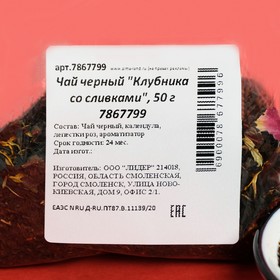 арт.7867799
Чай черный "Клубника
со сливками", 50 г
7867799
Состав: Чай черный, календула,
лепестки роз, ароматизатор
Срок годности: 24 мес.
Дата изгот.:
Изготовитель: ООО "ЛИДЕР" 214018,
РОССИЯ, ОБЛАСТЬ СМОЛЕНСКАЯ,
ГОРОД СМОЛЕНСК, УЛИЦА НОВО-
КИЕВСКАЯ, ДОМ 9, ОФИС 2/1.
ЕАЭС N RU Д-RU.ПТ87.В.11139/20
EAC
6900078677996